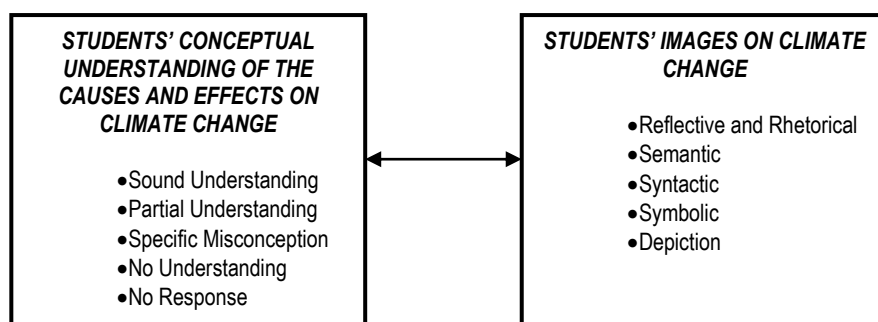 STUDENTS’ CONCEPTUAL
UNDERSTANDING OF THE
CAUSES AND EFFECTS ON
CLIMATE CHANGE
•Sound Understanding
•Partial Understanding
•Specific Misconception
•No Understanding
•No Response
STUDENTS’ IMAGES ON CLIMATE
CHANGE
•Reflective and Rhetorical
•Semantic
•Syntactic
•Symbolic
•Depiction